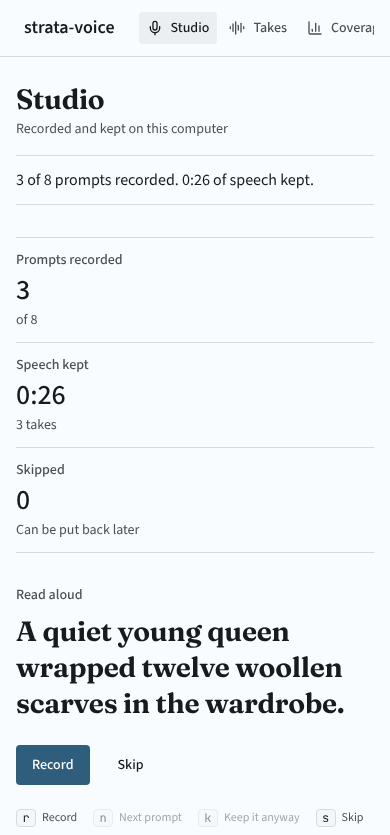 strata-voice Studio Takes
Studio
Recorded and kept on this computer
3 of 8 prompts recorded. 0:26 of speech kept.
Prompts recorded
3
of 8
Speech kept
0:26
3 takes
Skipped
0
Can be put back later
Read aloud
A quiet young queen
wrapped twelve woollen
scarves in the wardrobe.
Record Skip
r Record n Next prompt k Keep it anyway s Skip